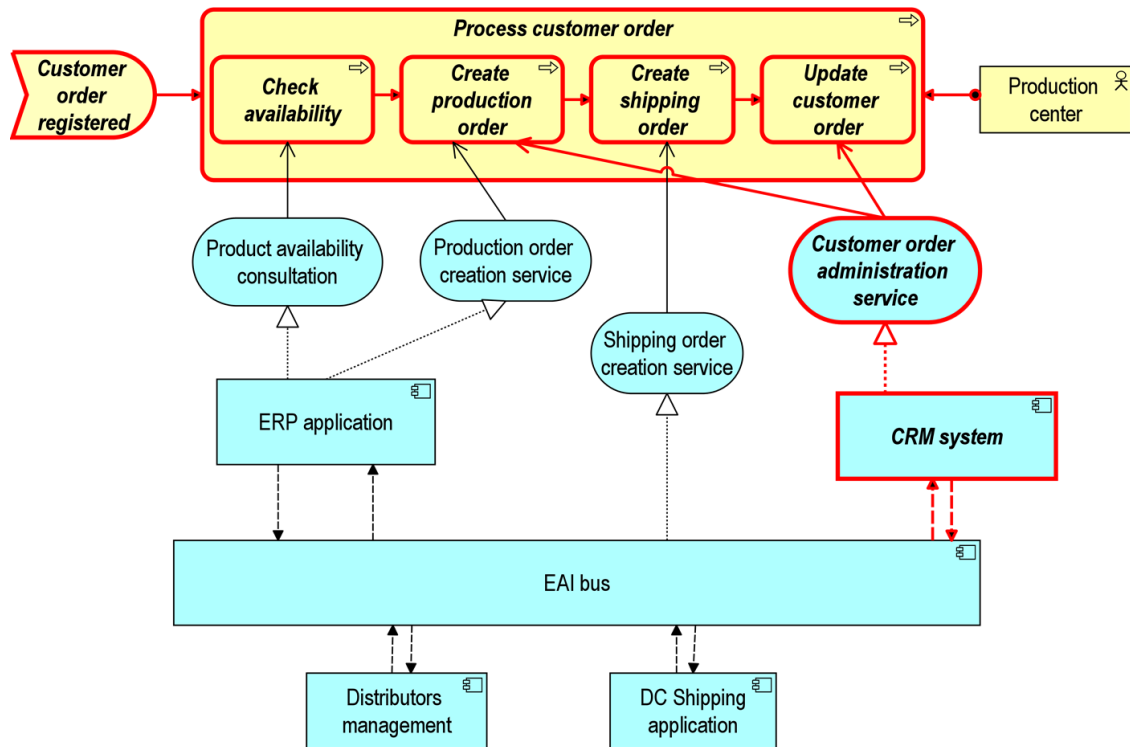 Process customer order
Customer
order
registered
Check
availability
Create
production
order
Create
shipping
order
Update
customer
order
Production
center
Product availability
consultation
Production order
creation service
Customer order
administration
service
Shipping order
creation service
ERP application
CRM system
EAI bus
Distributors
management
DC Shipping
application